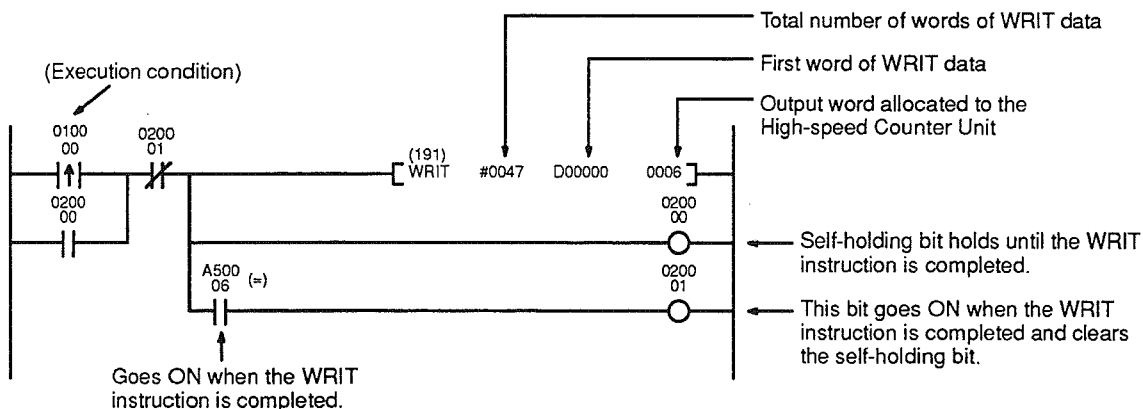 Total number of words of WRIT data
First word of WRIT data
(Execution condition)
Output word allocated to the
High-speed Counter Unit
0100
00
0200
01
(191)
WRIT #0047 D00000 0006
0200
00
0200
00
Self-holding bit holds until the WRIT
instruction is completed.
A500
06
(=)
0200
01
This bit goes ON when the WRIT
instruction is completed and clears
the self-holding bit.
Goes ON when the WRIT
instruction is completed.